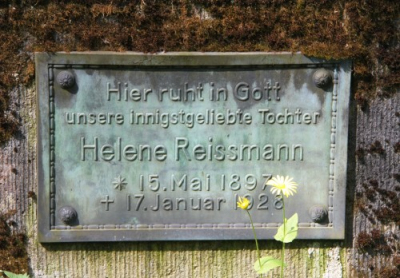 Hier ruht in Gott
unsere innigstgeliebte Tochter
Helene Reissmann
* 15. Mai 1897
+ 17. Januar 1928